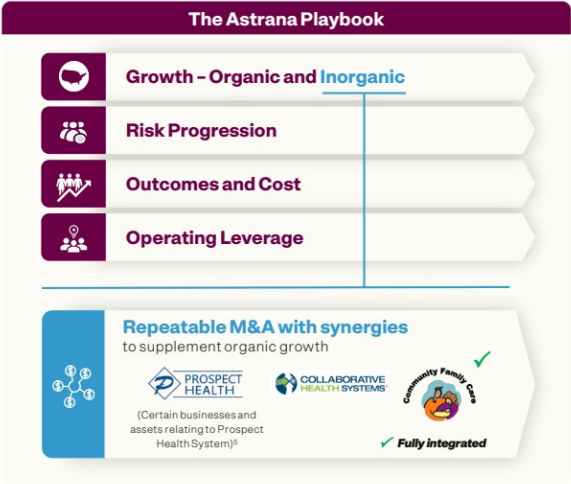 The Astrana Playbook
Growth – Organic and Inorganic
Risk Progression
Outcomes and Cost
Operating Leverage
Repeatable M&A with synergies
to supplement organic growth
PROSPECT
HEALTH
(Certain businesses and
assets relating to Prospect
Health System)⁵
COLLABORATIVE
HEALTH SYSTEMS
Community Family Care
✓ Fully integrated